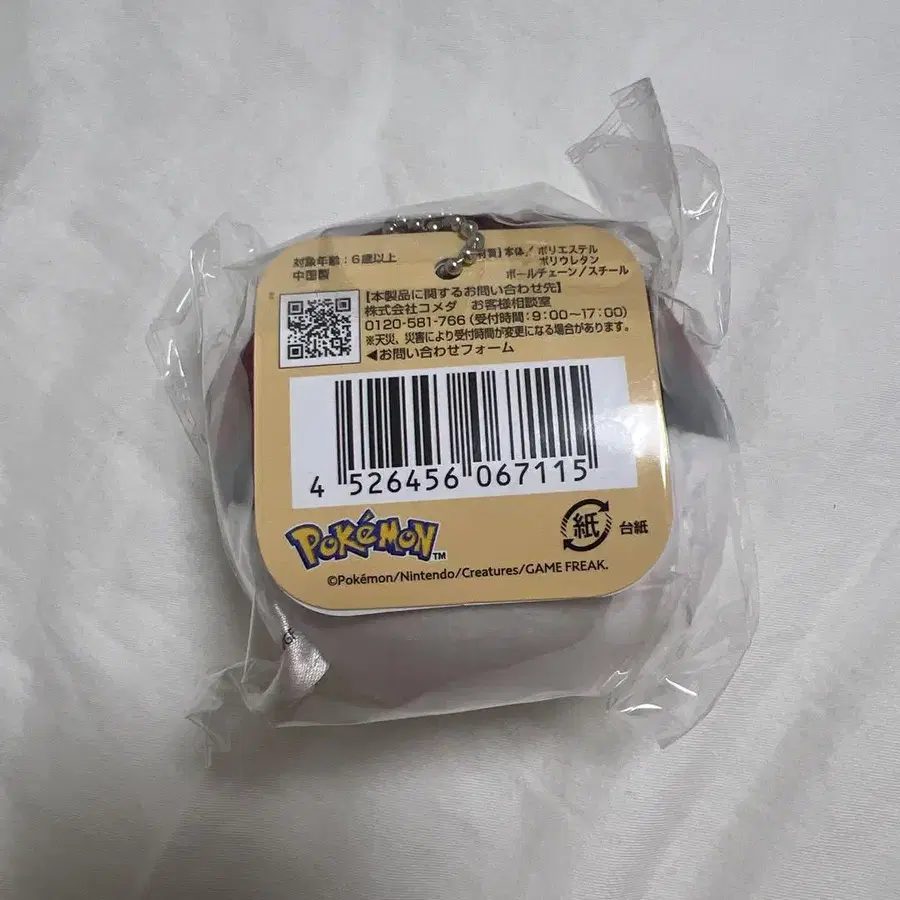 対象年齢:6歳以上
中国製
本体/ポリエステル
ポリウレタン
ボールチェーン/スチール
【本製品に関するお問い合わせ先】
株式会社コメダ お客様相談室
0120-581-766(受付時間:9:00〜17:00)
※天災、災害により受付時間が変更になる場合があります。
◀お問い合わせフォーム
4 526456 067115
POKéMON™
紙 台紙
©Pokémon/Nintendo/Creatures/GAME FREAK.